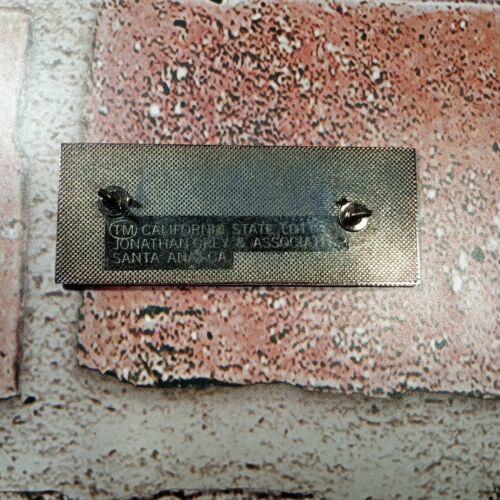 (TM) CALIFORNIA STATE LOTTERY
JONATHAN GREY & ASSOCIATES
SANTA ANA, CA